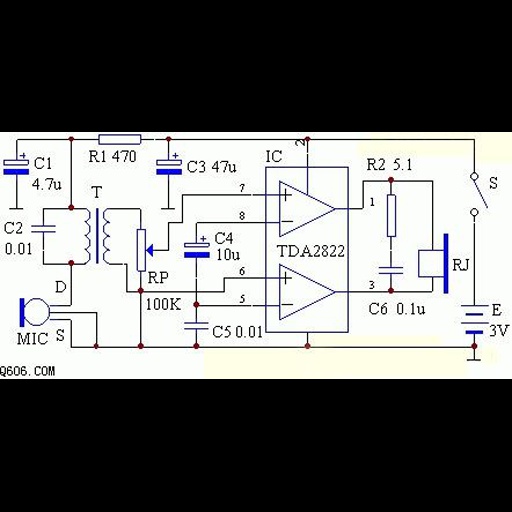 2
C1
R1 470
C3 47u
IC
R2 5.1
4.7u
T
7
1
S
C2
8
0.01
C4
10u
TDA2822
RJ
D
RP
6
3
100K
5
C6 0.1u
E
MIC
S
C5 0.01
3V
Q606.COM